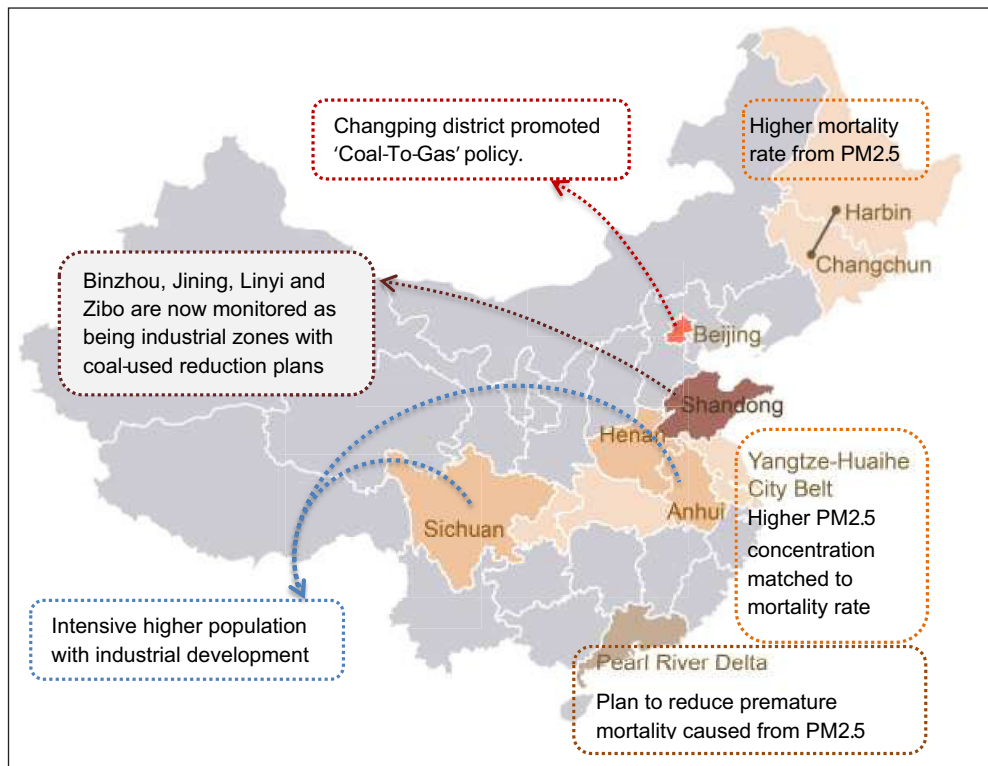 Changping district promoted
'Coal-To-Gas' policy.
Higher mortality
rate from PM2.5
Harbin
Changchun
Binzhou, Jining, Linyi and
Zibo are now monitored as
being industrial zones with
coal-used reduction plans
Beijing
Shandong
Henan
Yangtze-Huaihe
City Belt
Higher PM2.5
concentration
matched to
mortality rate
Anhui
Sichuan
Intensive higher population
with industrial development
Pearl River Delta
Plan to reduce premature
mortality caused from PM2.5